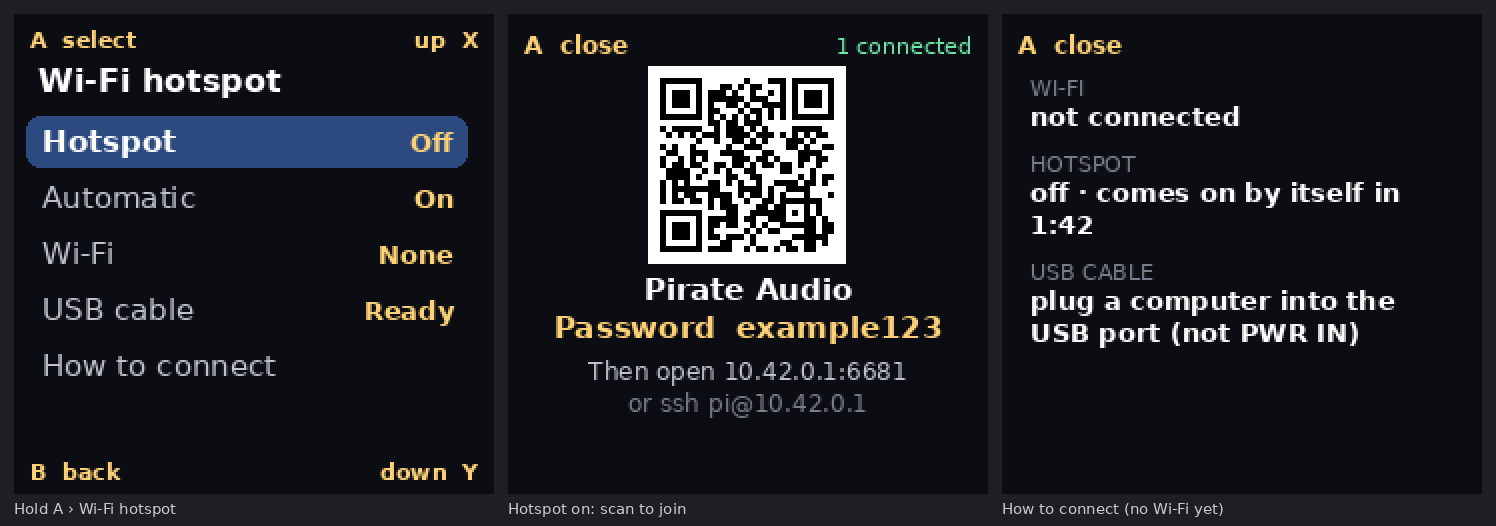 A select up X
Wi-Fi hotspot
Hotspot Off
Automatic On
Wi-Fi None
USB cable Ready
How to connect
B back down Y
Hold A › Wi-Fi hotspot
A close 1 connected
Pirate Audio
Password example123
Then open 10.42.0.1:6681
or ssh pi@10.42.0.1
Hotspot on: scan to join
A close
WI-FI
not connected
HOTSPOT
off · comes on by itself in
1:42
USB CABLE
plug a computer into the
USB port (not PWR IN)
How to connect (no Wi-Fi yet)